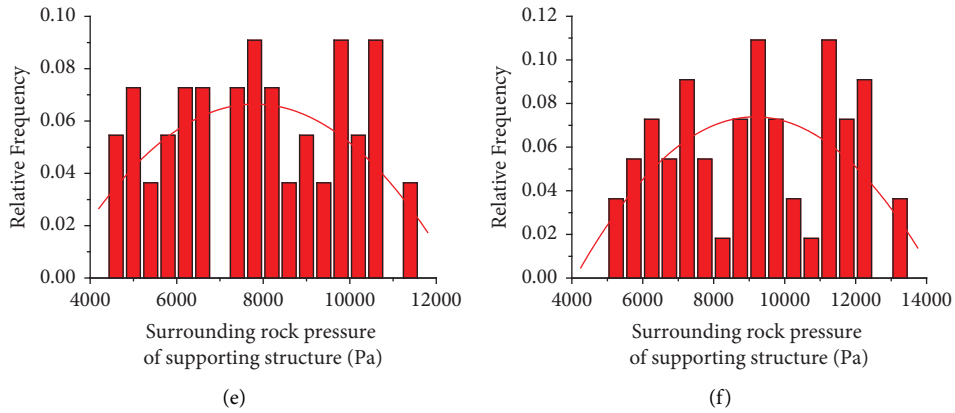 0.10
0.08
0.06
0.04
0.02
0.00
Relative Frequency
4000 6000 8000 10000 12000
Surrounding rock pressure
of supporting structure (Pa)
(e)
0.12
0.10
0.08
0.06
0.04
0.02
0.00
Relative Frequency
4000 6000 8000 10000 12000 14000
Surrounding rock pressure
of supporting structure (Pa)
(f)